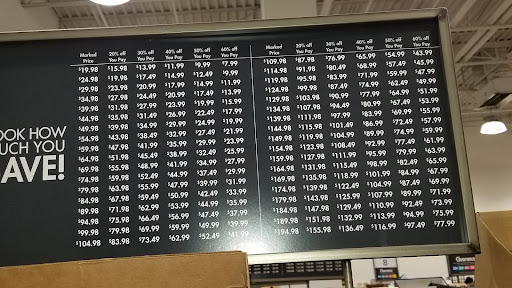 Marked Price 20% off You Pay 30% off You Pay 40% off You Pay 50% off You Pay 60% off You Pay
$19.98 $15.98 $13.99 $11.99 $9.99 $7.99
$24.98 $19.98 $17.49 $14.99 $12.49 $9.99
$29.98 $23.98 $20.99 $17.99 $14.99 $11.99
$34.98 $27.98 $24.49 $20.99 $17.49 $13.99
$39.98 $31.98 $27.99 $23.99 $19.99 $15.99
$44.98 $35.98 $31.49 $26.99 $22.49 $17.99
$49.98 $39.98 $34.99 $29.99 $24.99 $19.99
$54.98 $43.98 $38.49 $32.99 $27.49 $21.99
$59.98 $47.98 $41.99 $35.99 $29.99 $23.99
$64.98 $51.98 $45.49 $38.99 $32.49 $25.99
$69.98 $55.98 $48.99 $41.99 $34.99 $27.99
$74.98 $59.98 $52.49 $44.99 $37.49 $29.99
$79.98 $63.98 $55.99 $47.99 $39.99 $31.99
$84.98 $67.98 $59.49 $50.99 $42.49 $33.99
$89.98 $71.98 $62.99 $53.99 $44.99 $35.99
$94.98 $75.98 $66.49 $56.99 $47.49 $37.99
$99.98 $79.98 $69.99 $59.99 $49.99 $39.99
$104.98 $83.98 $73.49 $62.99 $52.49 $41.99
Marked Price 20% off You Pay 30% off You Pay 40% off You Pay 50% off You Pay 60% off You Pay
$109.98 $87.98 $76.99 $65.99 $54.99 $43.99
$114.98 $91.98 $80.49 $68.99 $57.49 $45.99
$119.98 $95.98 $83.99 $71.99 $59.99 $47.99
$124.98 $99.98 $87.49 $74.99 $62.49 $49.99
$129.98 $103.98 $90.99 $77.99 $64.99 $51.99
$134.98 $107.98 $94.49 $80.99 $67.49 $53.99
$139.98 $111.98 $97.99 $83.99 $69.99 $55.99
$144.98 $115.98 $101.49 $86.99 $72.49 $57.99
$149.98 $119.98 $104.99 $89.99 $74.99 $59.99
$154.98 $123.98 $108.49 $92.99 $77.49 $61.99
$159.98 $127.98 $111.99 $95.99 $79.99 $63.99
$164.98 $131.98 $115.49 $98.99 $82.49 $65.99
$169.98 $135.98 $118.99 $101.99 $84.99 $67.99
$174.98 $139.98 $122.49 $104.99 $87.49 $69.99
$179.98 $143.98 $125.99 $107.99 $89.99 $71.99
$184.98 $147.98 $129.49 $110.99 $92.49 $73.99
$189.98 $151.98 $132.99 $113.99 $94.99 $75.99
$194.98 $155.98 $136.49 $116.99 $97.49 $77.99
OOK HOW
UCH YOU
AVE!
8
Clearance
Clearance